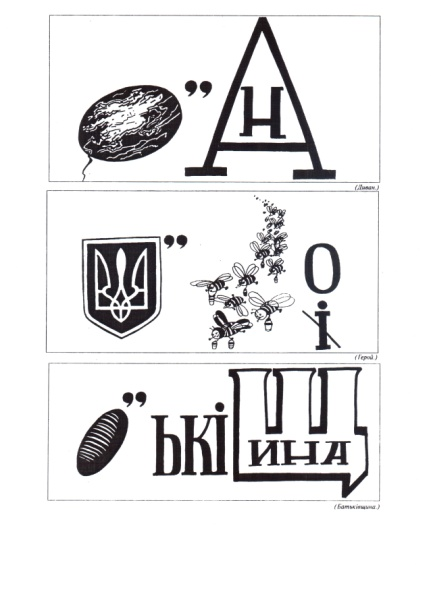 ” А
Н
(Диван.)
” О
і
(Герой.)
” ЬКІ Щ
ИНА
(Батьківщина.)